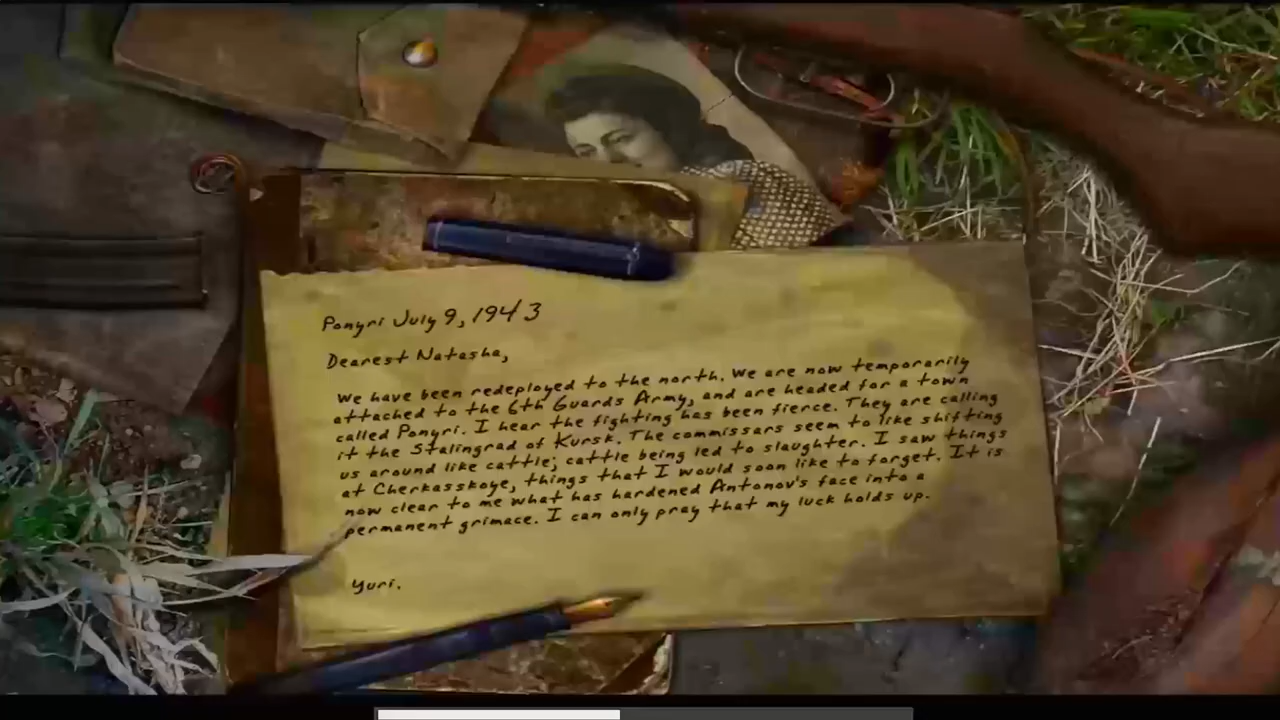 Ponyri July 9, 1943
Dearest Natasha,
We have been redeployed to the north. We are now temporarily
attached to the 6th Guards Army, and are headed for a town
called Ponyri. I hear the fighting has been fierce. They are calling
it the Stalingrad of Kursk. The commissars seem to like shifting
us around like cattle; cattle being led to slaughter. I saw things
at Cherkasskoye, things that I would soon like to forget. It is
now clear to me what has hardened Antonov's face into a
permanent grimace. I can only pray that my luck holds up.
Yuri.